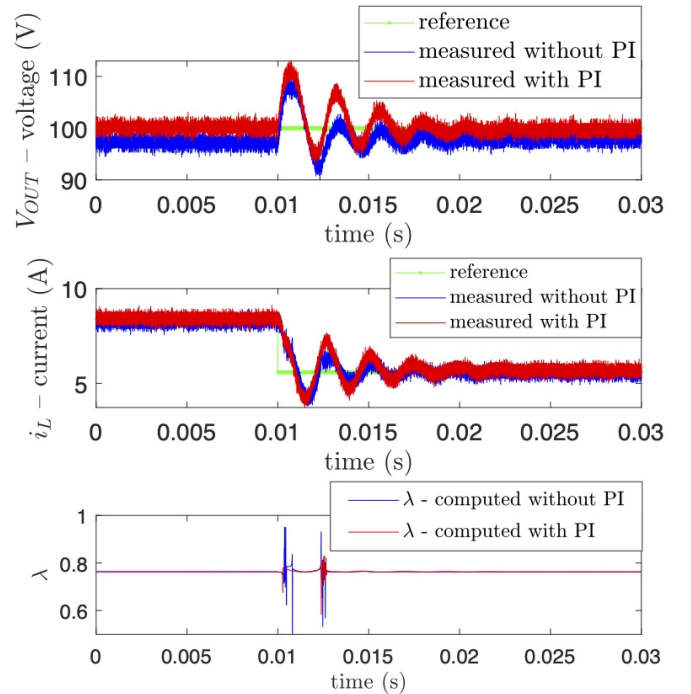 reference
measured without PI
measured with PI
V_OUT – voltage (V)
110
100
90
0 0.005 0.01 0.015 0.02 0.025 0.03
time (s)
reference
measured without PI
measured with PI
i_L – current (A)
10
5
0 0.005 0.01 0.015 0.02 0.025 0.03
time (s)
λ - computed without PI
λ - computed with PI
λ
1
0.8
0.6
0 0.005 0.01 0.015 0.02 0.025 0.03
time (s)